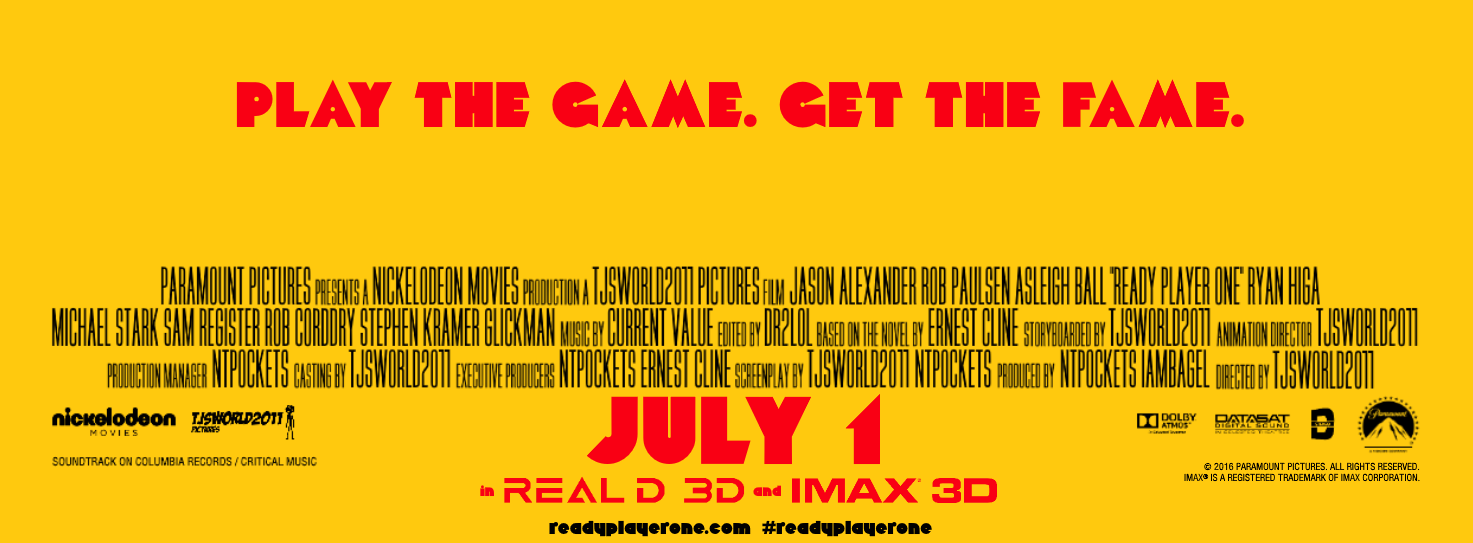 PLAY THE GAME. GET THE FAME.
PARAMOUNT PICTURES PRESENTS A NICKELODEON MOVIES PRODUCTION A TJSWORLD2011 PICTURES FILM JASON ALEXANDER ROB PAULSEN ASLEIGH BALL "READY PLAYER ONE" RYAN HIGA
MICHAEL STARK SAM REGISTER ROB CORDDRY STEPHEN KRAMER GLICKMAN MUSIC BY CURRENT VALUE EDITED BY DR2LOL BASED ON THE NOVEL BY ERNEST CLINE STORYBOARDED BY TJSWORLD2011 ANIMATION DIRECTOR TJSWORLD2011
PRODUCTION MANAGER NTPOCKETS CASTING BY TJSWORLD2011 EXECUTIVE PRODUCERS NTPOCKETS ERNEST CLINE SCREENPLAY BY TJSWORLD2011 NTPOCKETS PRODUCED BY NTPOCKETS IAMBAGEL DIRECTED BY TJSWORLD2011
nickelodeon
MOVIES
TJSWORLD2011
PICTURES
SOUNDTRACK ON COLUMBIA RECORDS / CRITICAL MUSIC
JULY 1
in REAL D 3D and IMAX 3D
readyplayerone.com #readyplayerone
DOLBY
ATMOS
DATASAT
DIGITAL SOUND
IN SELECTED THEATRES
Paramount
© 2016 PARAMOUNT PICTURES. ALL RIGHTS RESERVED.
IMAX® IS A REGISTERED TRADEMARK OF IMAX CORPORATION.